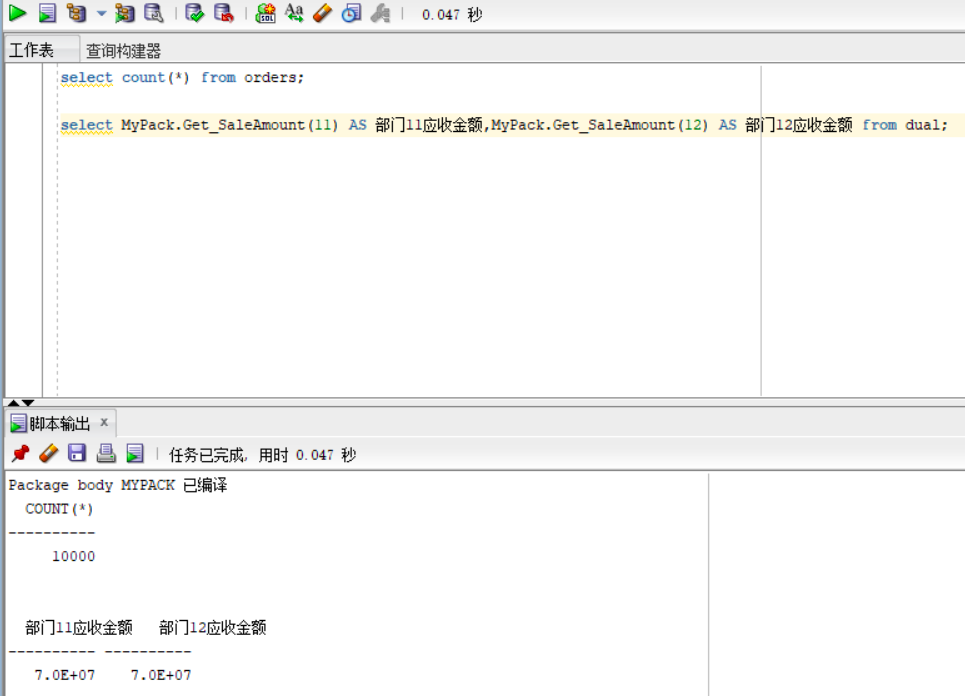 0.047 秒
工作表 查询构建器
select count(*) from orders;
select MyPack.Get_SaleAmount(11) AS 部门11应收金额,MyPack.Get_SaleAmount(12) AS 部门12应收金额 from dual;
脚本输出 x
任务已完成, 用时 0.047 秒
Package body MYPACK 已编译
COUNT(*)
----------
10000
部门11应收金额 部门12应收金额
---------- ----------
7.0E+07 7.0E+07